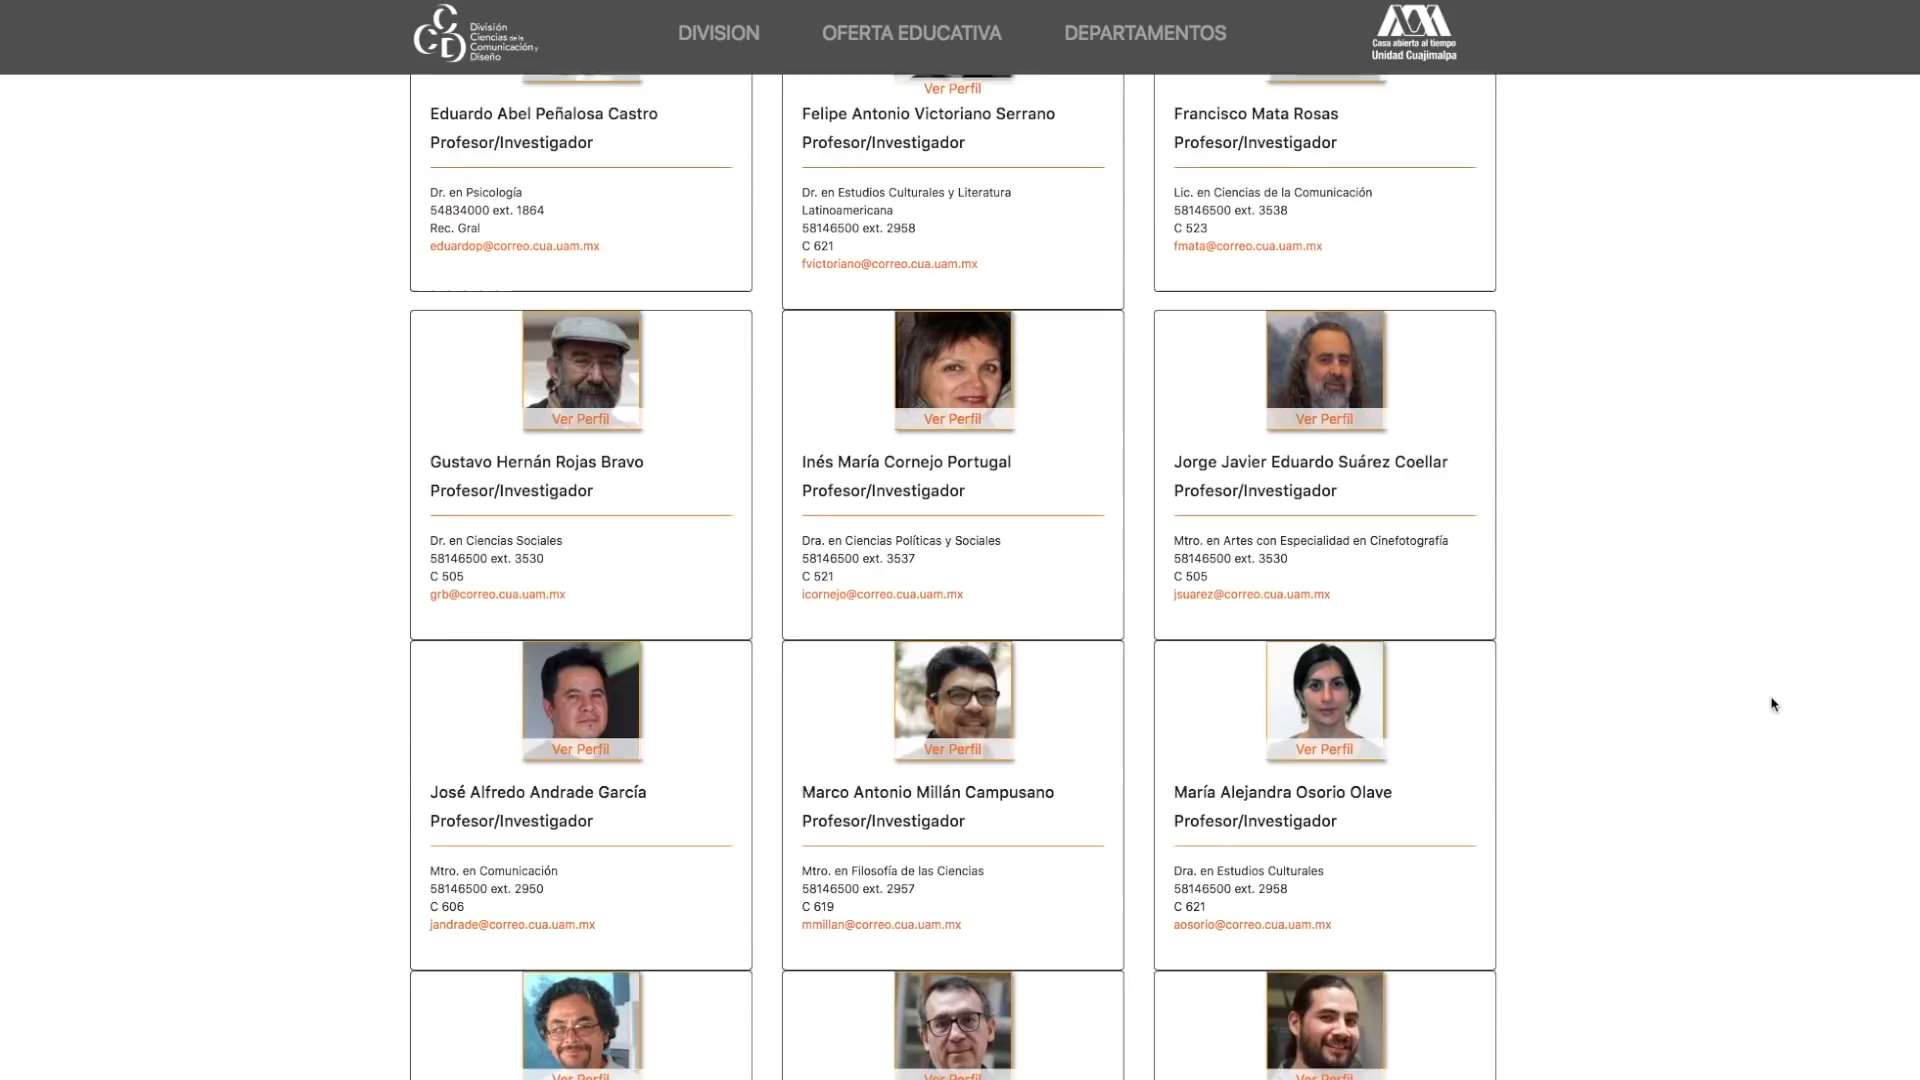 División
Ciencias de la
Comunicación y
Diseño
DIVISION
OFERTA EDUCATIVA
DEPARTAMENTOS
Casa abierta al tiempo
Unidad Cuajimalpa
Eduardo Abel Peñalosa Castro
Profesor/Investigador
Dr. en Psicología
54834000 ext. 1864
Rec. Gral
eduardop@correo.cua.uam.mx
Ver Perfil
Felipe Antonio Victoriano Serrano
Profesor/Investigador
Dr. en Estudios Culturales y Literatura
Latinoamericana
58146500 ext. 2958
C 621
fvictoriano@correo.cua.uam.mx
Francisco Mata Rosas
Profesor/Investigador
Lic. en Ciencias de la Comunicación
58146500 ext. 3538
C 523
fmata@correo.cua.uam.mx
Ver Perfil
Gustavo Hernán Rojas Bravo
Profesor/Investigador
Dr. en Ciencias Sociales
58146500 ext. 3530
C 505
grb@correo.cua.uam.mx
Ver Perfil
Inés María Cornejo Portugal
Profesor/Investigador
Dra. en Ciencias Políticas y Sociales
58146500 ext. 3537
C 521
icornejo@correo.cua.uam.mx
Ver Perfil
Jorge Javier Eduardo Suárez Coellar
Profesor/Investigador
Mtro. en Artes con Especialidad en Cinefotografía
58146500 ext. 3530
C 505
jsuarez@correo.cua.uam.mx
Ver Perfil
José Alfredo Andrade García
Profesor/Investigador
Mtro. en Comunicación
58146500 ext. 2950
C 606
jandrade@correo.cua.uam.mx
Ver Perfil
Marco Antonio Millán Campusano
Profesor/Investigador
Mtro. en Filosofía de las Ciencias
58146500 ext. 2957
C 619
mmillan@correo.cua.uam.mx
Ver Perfil
María Alejandra Osorio Olave
Profesor/Investigador
Dra. en Estudios Culturales
58146500 ext. 2958
C 621
aosorio@correo.cua.uam.mx
Ver Perfil
Ver Perfil
Ver Perfil